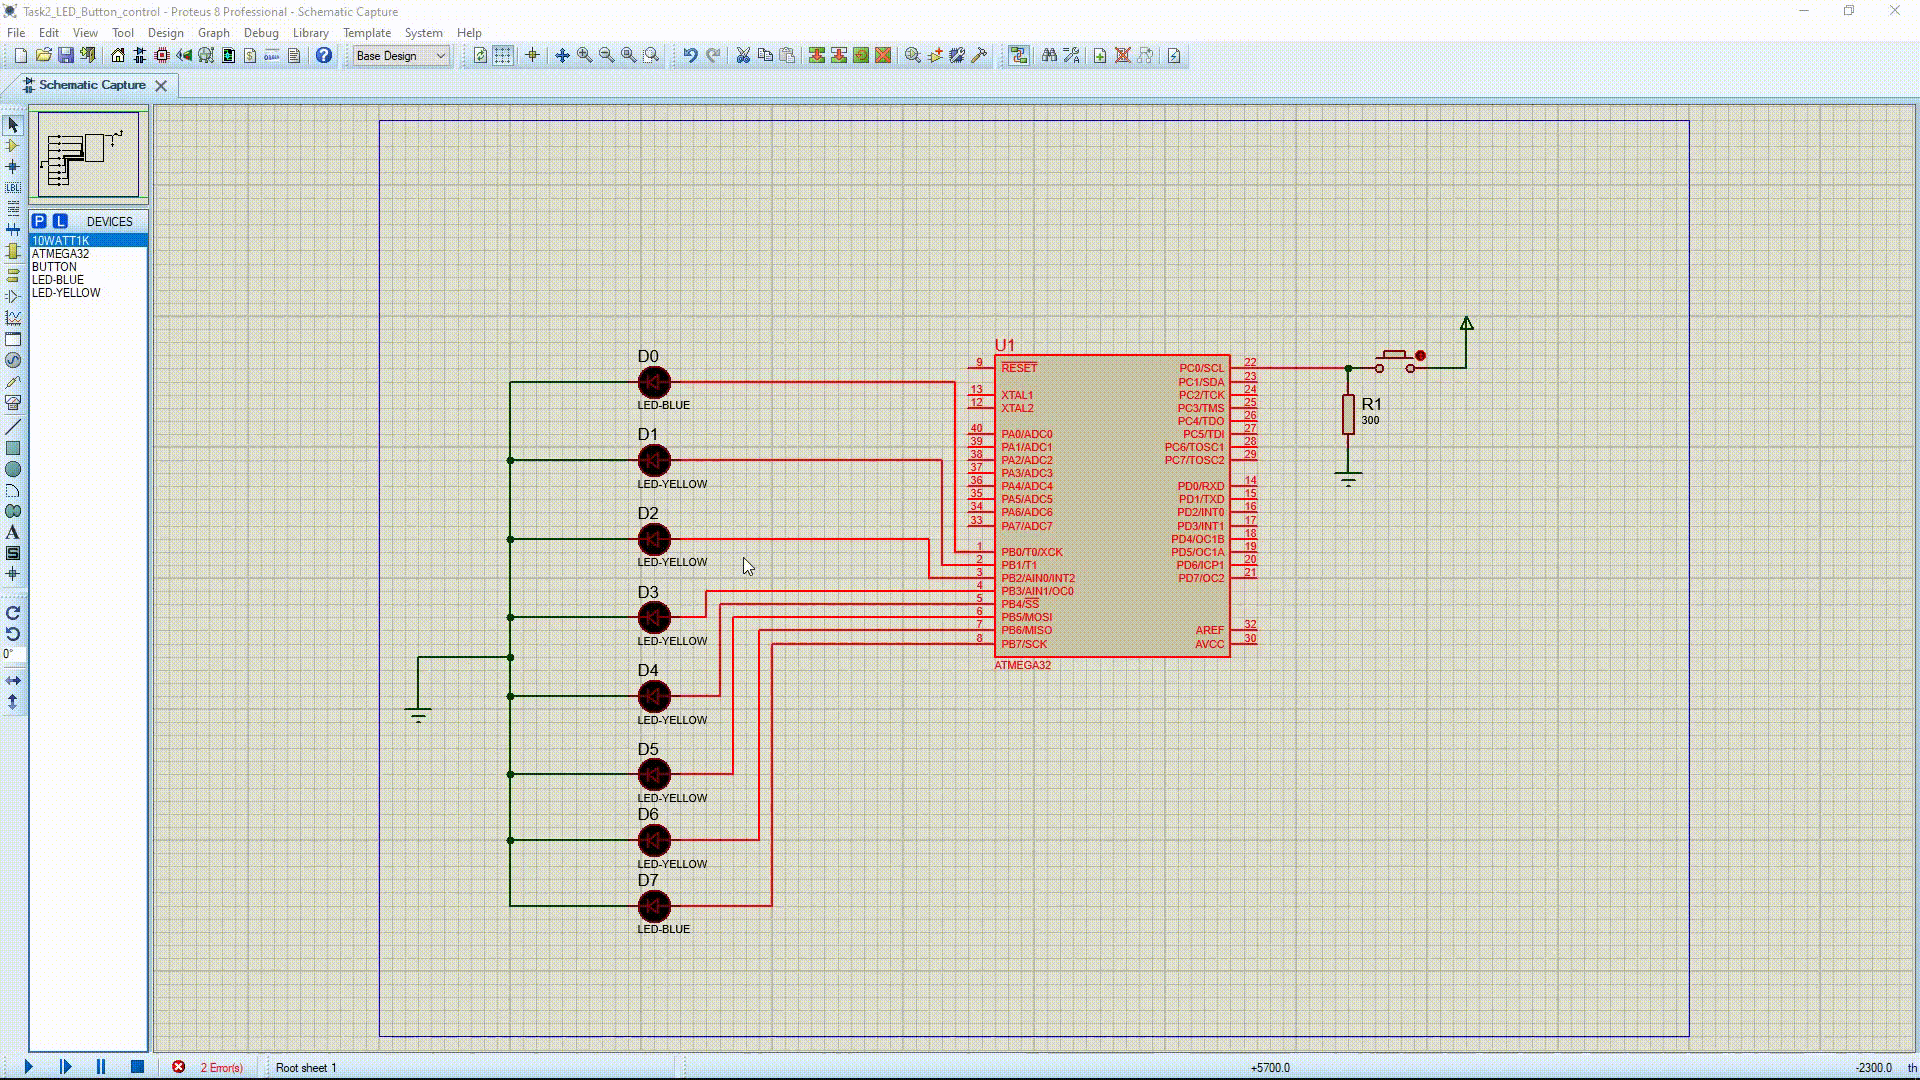 Task2_LED_Button_control - Proteus 8 Professional - Schematic Capture
File Edit View Tool Design Graph Debug Library Template System Help
Base Design
Schematic Capture
P L DEVICES
10WATT1K
ATMEGA32
BUTTON
LED-BLUE
LED-YELLOW
LBL
A
S
0°
D0
LED-BLUE
D1
LED-YELLOW
D2
LED-YELLOW
D3
LED-YELLOW
D4
LED-YELLOW
D5
LED-YELLOW
D6
LED-YELLOW
D7
LED-BLUE
U1
9 RESET
13 XTAL1
12 XTAL2
40 PA0/ADC0
39 PA1/ADC1
38 PA2/ADC2
37 PA3/ADC3
36 PA4/ADC4
35 PA5/ADC5
34 PA6/ADC6
33 PA7/ADC7
1 PB0/T0/XCK
2 PB1/T1
3 PB2/AIN0/INT2
4 PB3/AIN1/OC0
5 PB4/SS
6 PB5/MOSI
7 PB6/MISO
8 PB7/SCK
PC0/SCL 22
PC1/SDA 23
PC2/TCK 24
PC3/TMS 25
PC4/TDO 26
PC5/TDI 27
PC6/TOSC1 28
PC7/TOSC2 29
PD0/RXD 14
PD1/TXD 15
PD2/INT0 16
PD3/INT1 17
PD4/OC1B 18
PD5/OC1A 19
PD6/ICP1 20
PD7/OC2 21
AREF 32
AVCC 30
ATMEGA32
R1
300
2 Error(s) Root sheet 1 +5700.0 -2300.0 th